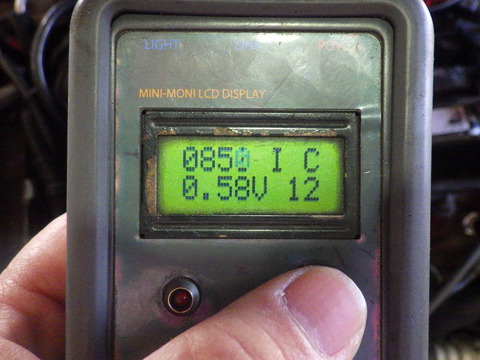 LIGHT
MINI-MONI LCD DISPLAY
0850 I C
0.58V 12